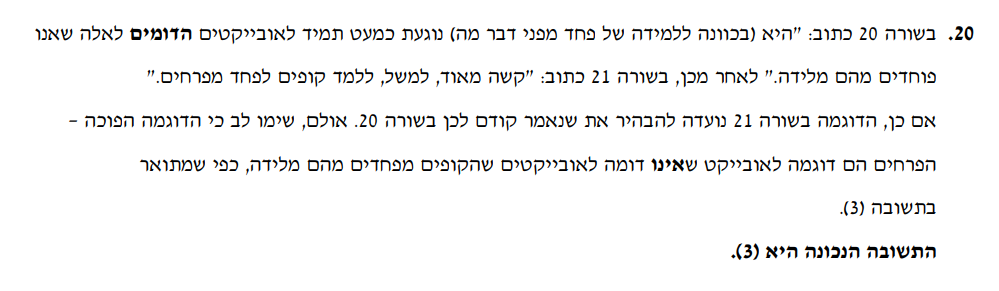 20. בשורה 20 כתוב: "היא (בכוונה ללמידה של פחד מפני דבר מה) נוגעת כמעט תמיד לאובייקטים הדומים לאלה שאנו
פוחדים מהם מלידה." לאחר מכן, בשורה 21 כתוב: "קשה מאוד, למשל, ללמד קופים לפחד מפרחים."
אם כן, הדוגמה בשורה 21 נועדה להבהיר את שנאמר קודם לכן בשורה 20. אולם, שימו לב כי הדוגמה הפוכה –
הפרחים הם דוגמה לאובייקט שאינו דומה לאובייקטים שהקופים מפחדים מהם מלידה, כפי שמתואר
בתשובה (3).
התשובה הנכונה היא (3).